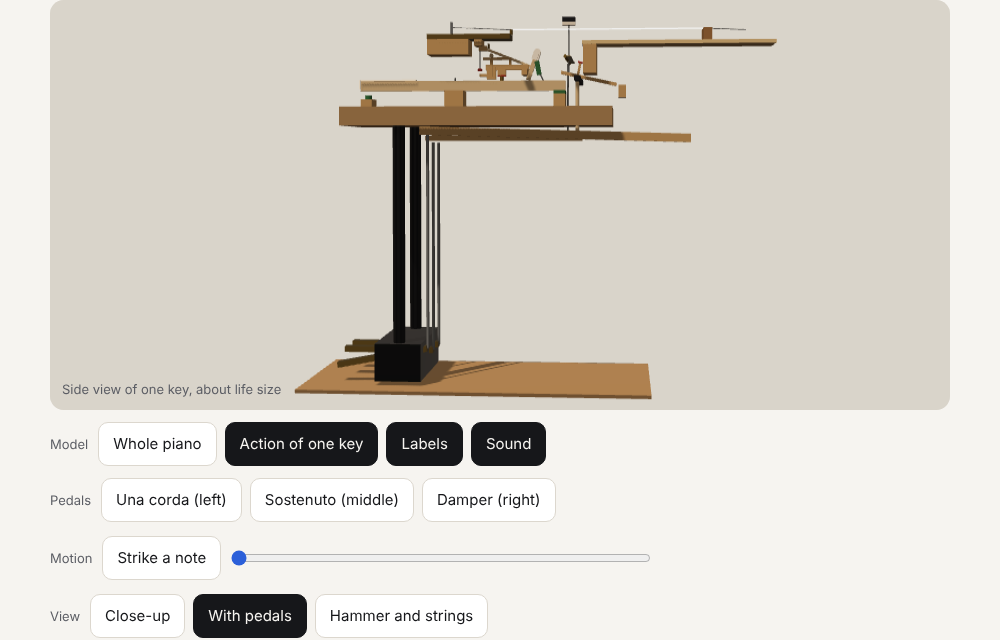 Side view of one key, about life size
Model Whole piano Action of one key Labels Sound
Pedals Una corda (left) Sostenuto (middle) Damper (right)
Motion Strike a note
View Close-up With pedals Hammer and strings